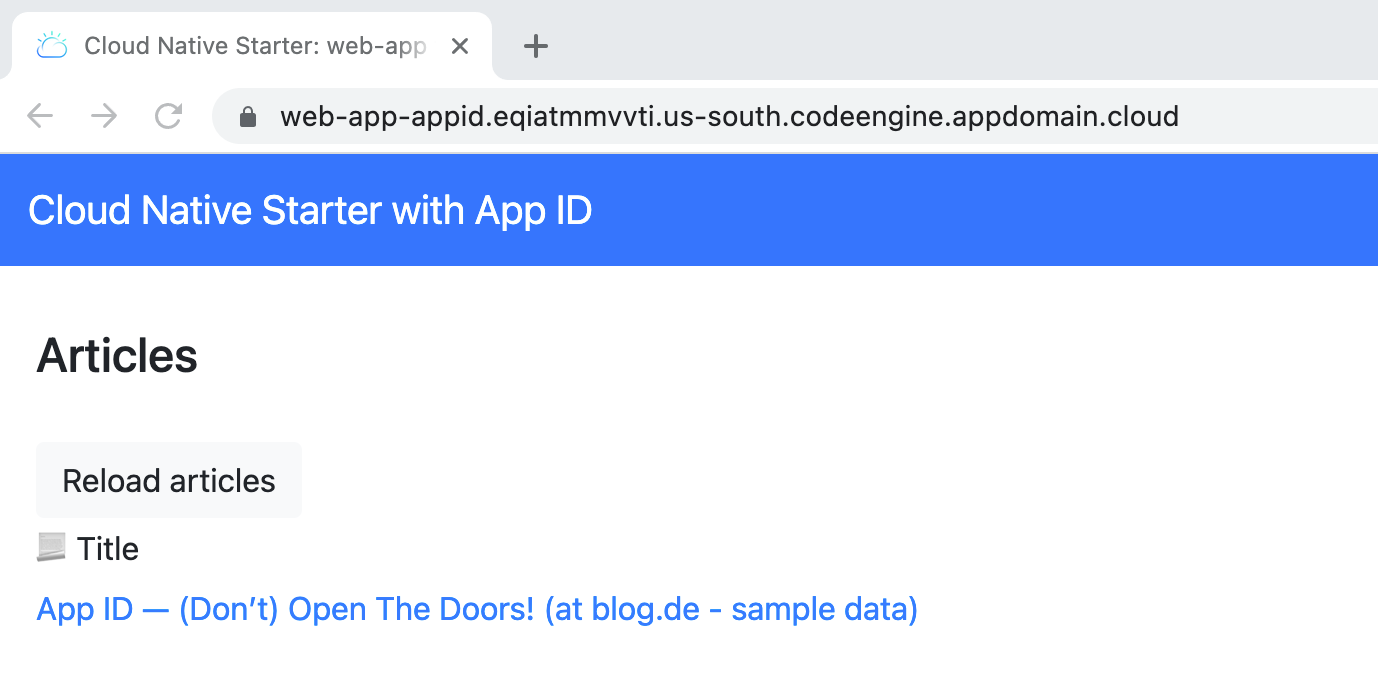 Cloud Native Starter: web-app
web-app-appid.eqiatmmvvti.us-south.codeengine.appdomain.cloud
Cloud Native Starter with App ID
Articles
Reload articles
Title
App ID — (Don’t) Open The Doors! (at blog.de - sample data)